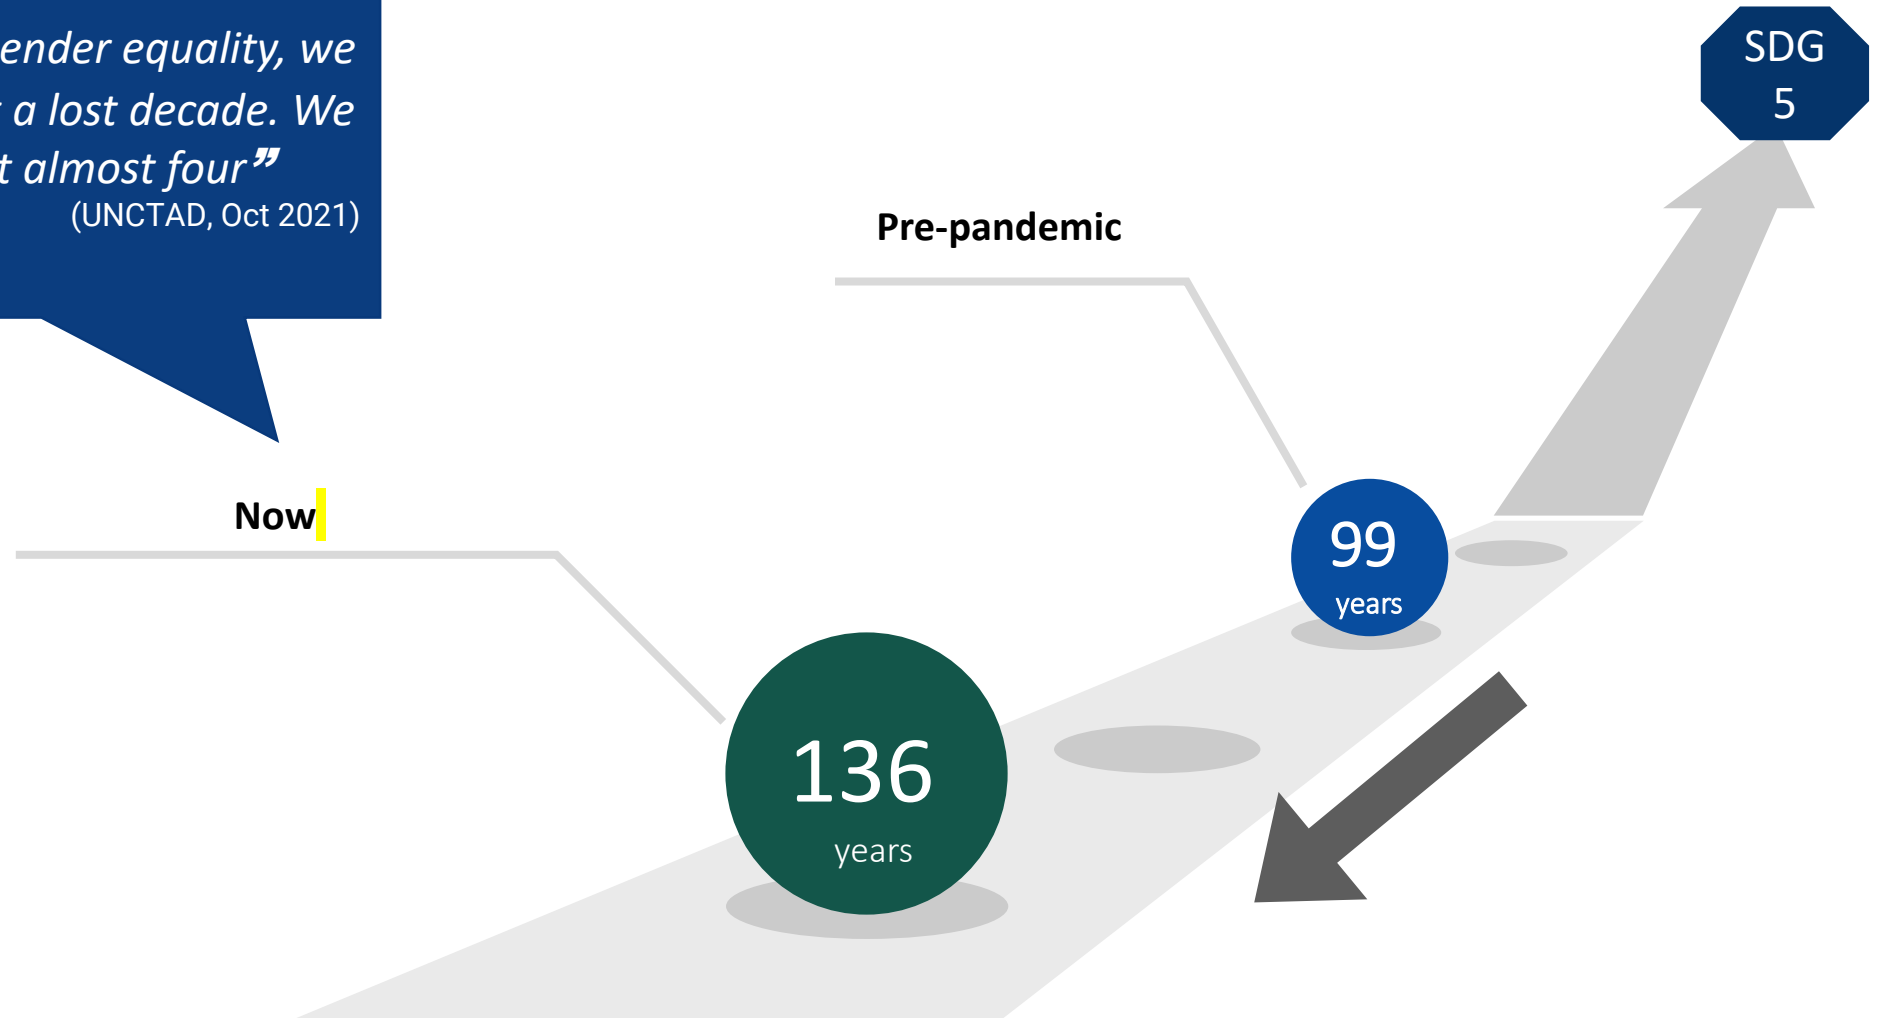 ender equality, we
a lost decade. We
t almost four”
(UNCTAD, Oct 2021)
SDG
5
Pre-pandemic
99
years
Now
136
years